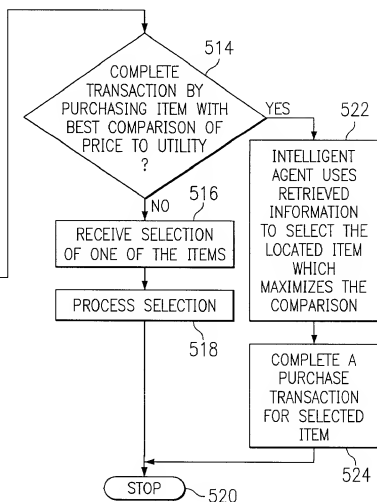 514
COMPLETE
TRANSACTION BY
PURCHASING ITEM WITH
BEST COMPARISON OF
PRICE TO UTILITY
?
YES
522
NO
516
RECEIVE SELECTION
OF ONE OF THE ITEMS
PROCESS SELECTION
518
INTELLIGENT
AGENT USES
RETRIEVED
INFORMATION
TO SELECT THE
LOCATED ITEM
WHICH
MAXIMIZES THE
COMPARISON
COMPLETE A
PURCHASE
TRANSACTION
FOR SELECTED
ITEM
524
STOP
520